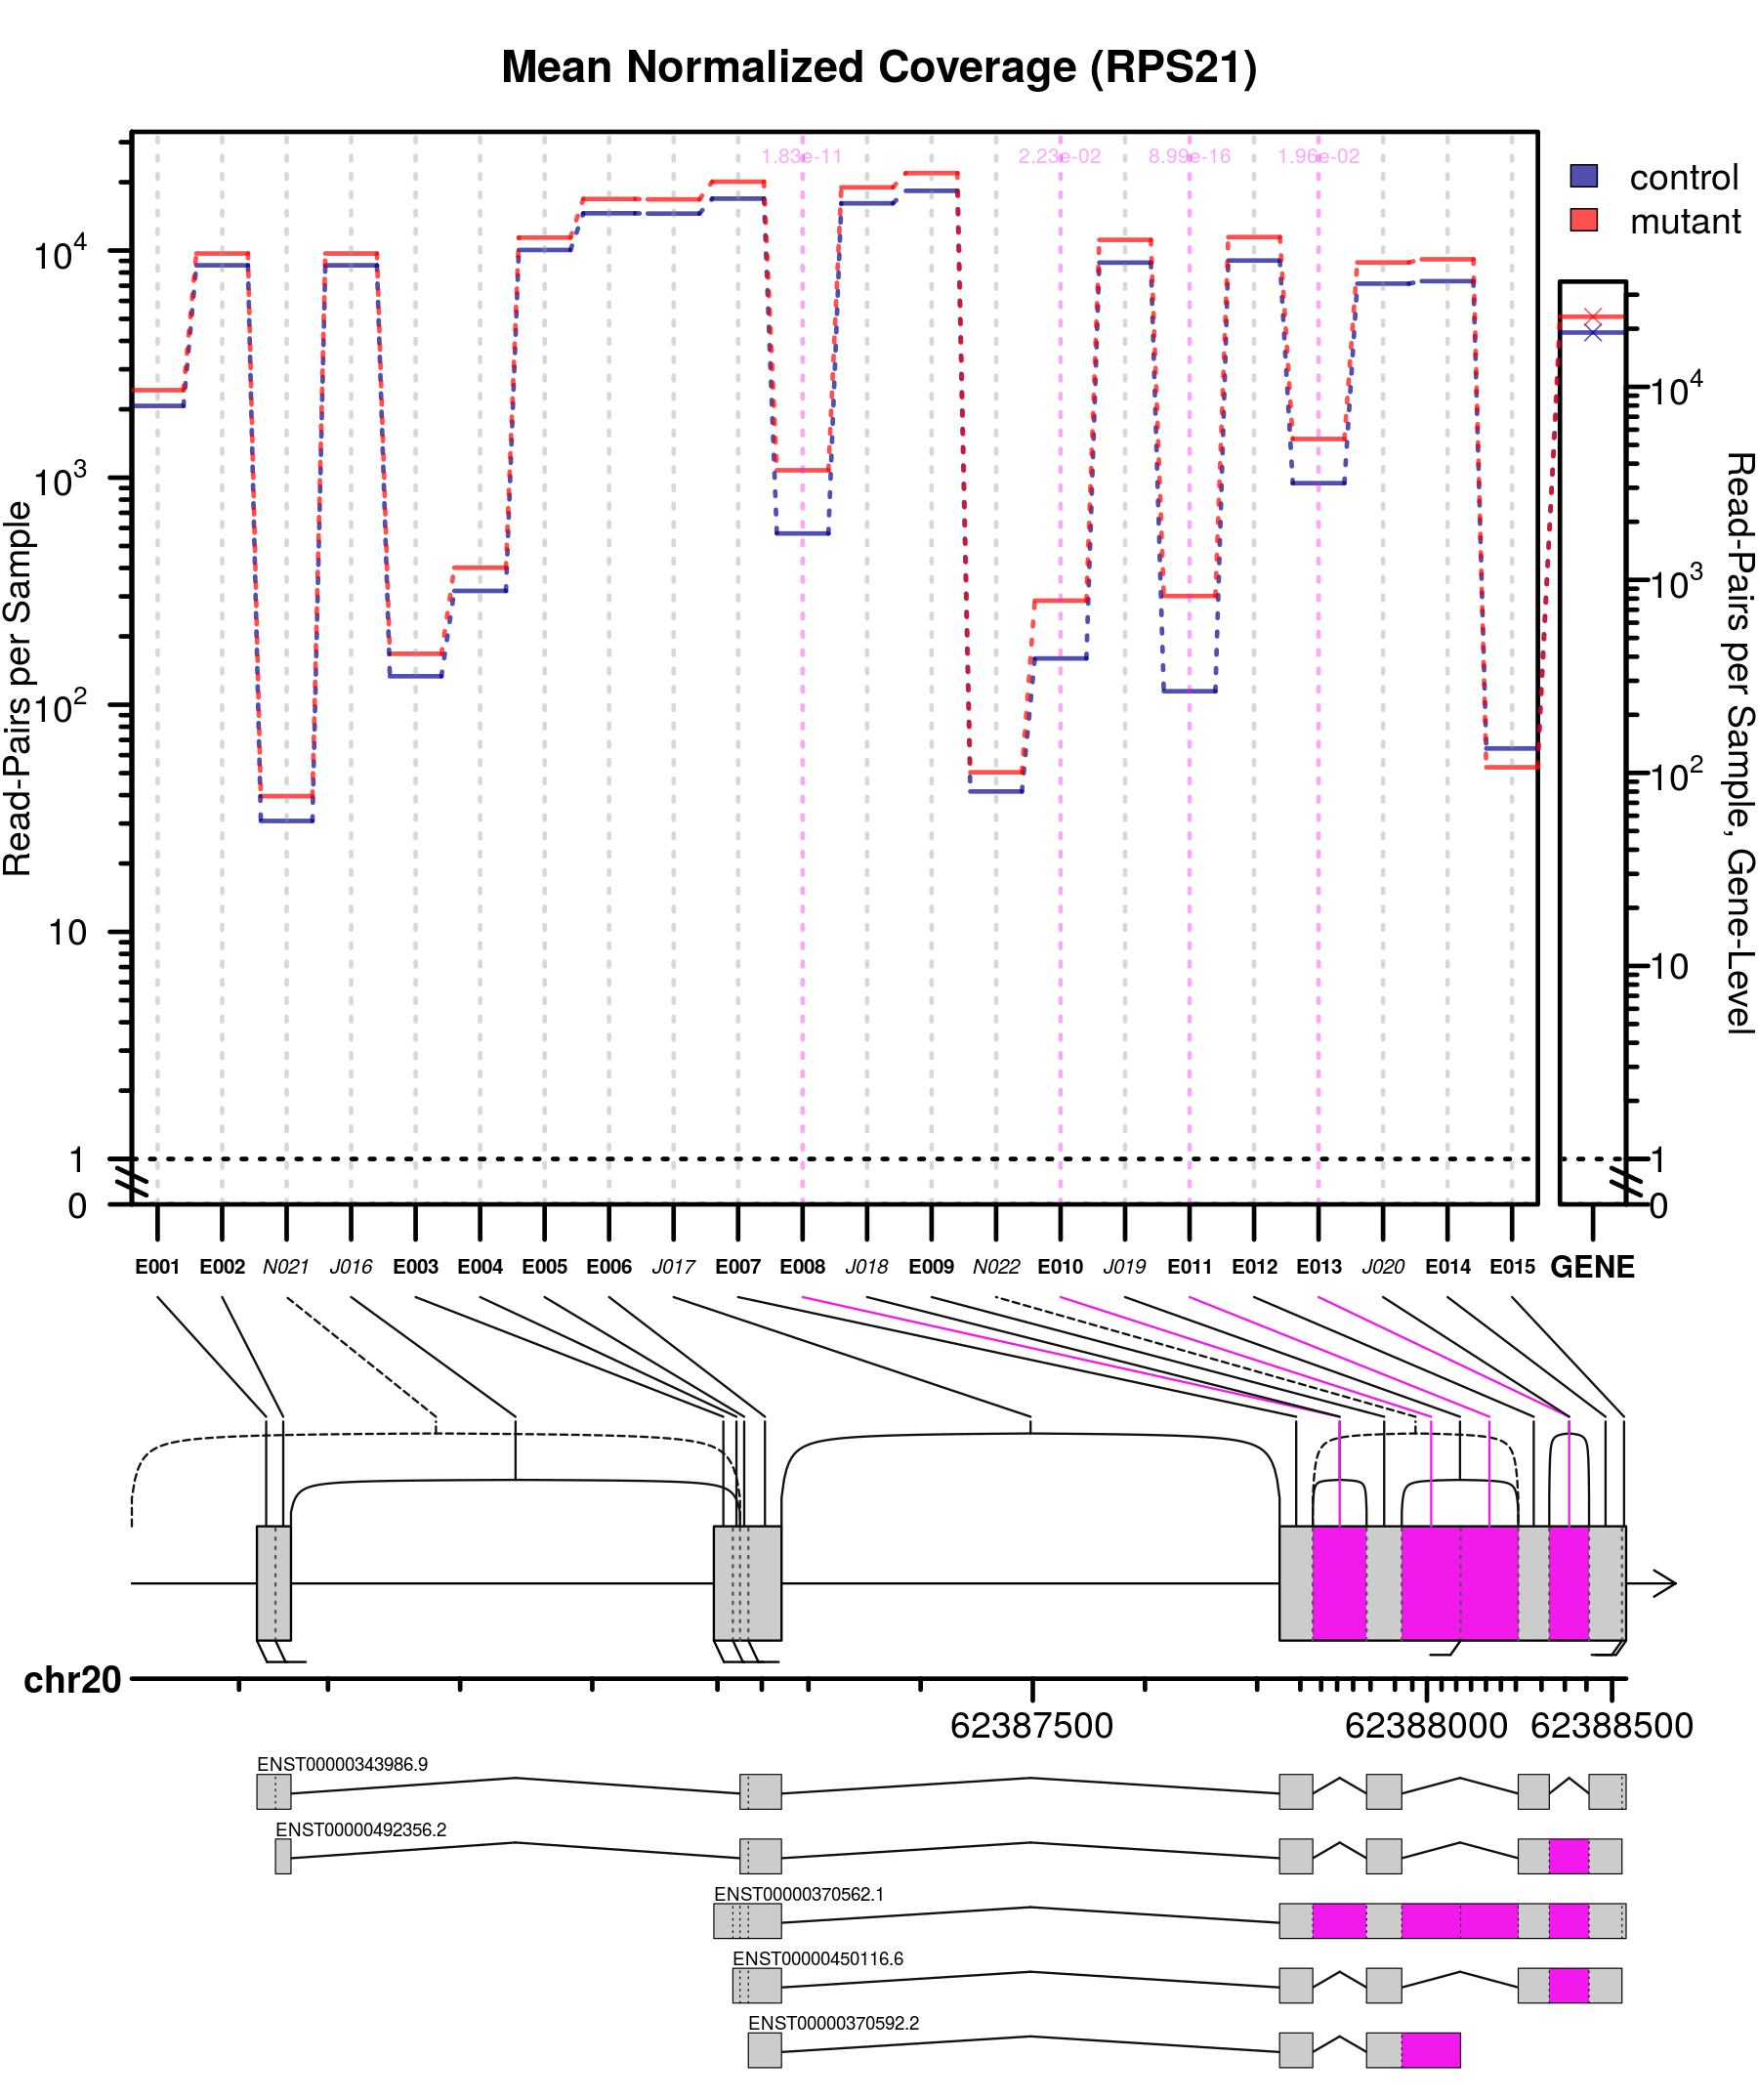 Mean Normalized Coverage (RPS21)
1.83e-11 2.23e-02 8.99e-16 1.96e-02
control
mutant
Read-Pairs per Sample
10^4
10^3
10^2
10
1
0
10^4
10^3
10^2
10
1
0
Read-Pairs per Sample, Gene-Level
E001 E002 N021 J016 E003 E004 E005 E006 J017 E007 E008 J018 E009 N022 E010 J019 E011 E012 E013 J020 E014 E015 GENE
chr20
62387500 62388000 62388500
ENST00000343986.9
ENST00000492356.2
ENST00000370562.1
ENST00000450116.6
ENST00000370592.2